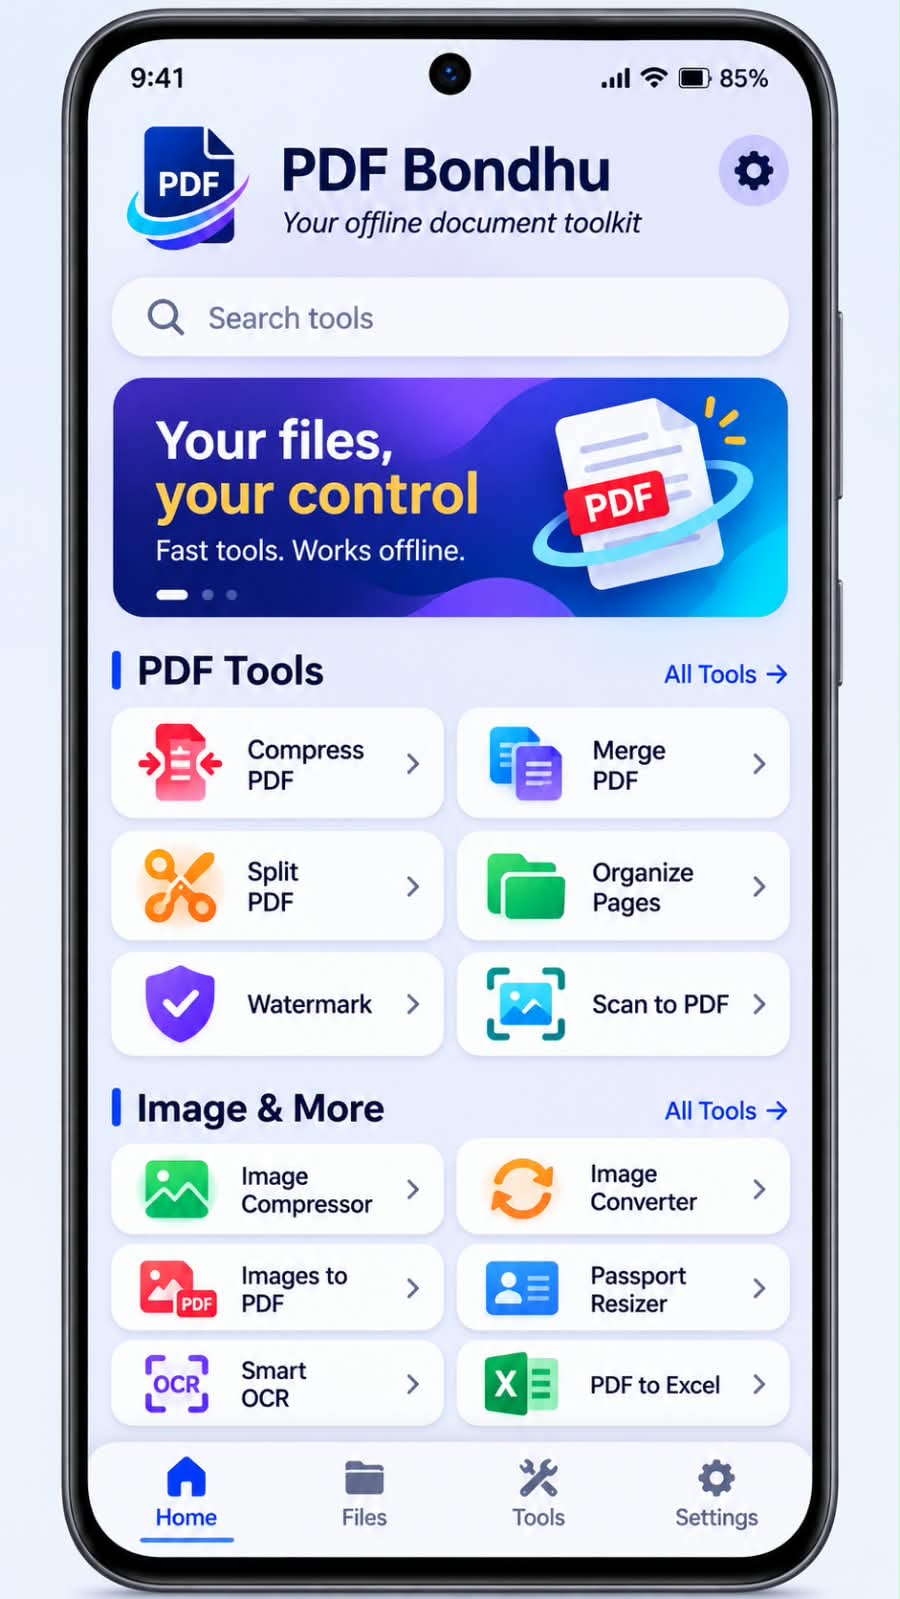 9:41
85%
PDF
PDF Bondhu
Your offline document toolkit
Search tools
Your files,
your control
Fast tools. Works offline.
PDF
PDF Tools
All Tools →
Compress
PDF
Merge
PDF
Split
PDF
Organize
Pages
Watermark
Scan to PDF
Image & More
All Tools →
Image
Compressor
Image
Converter
Images to
PDF
PDF
Passport
Resizer
OCR
Smart
OCR
X
PDF to Excel
Home
Files
Tools
Settings